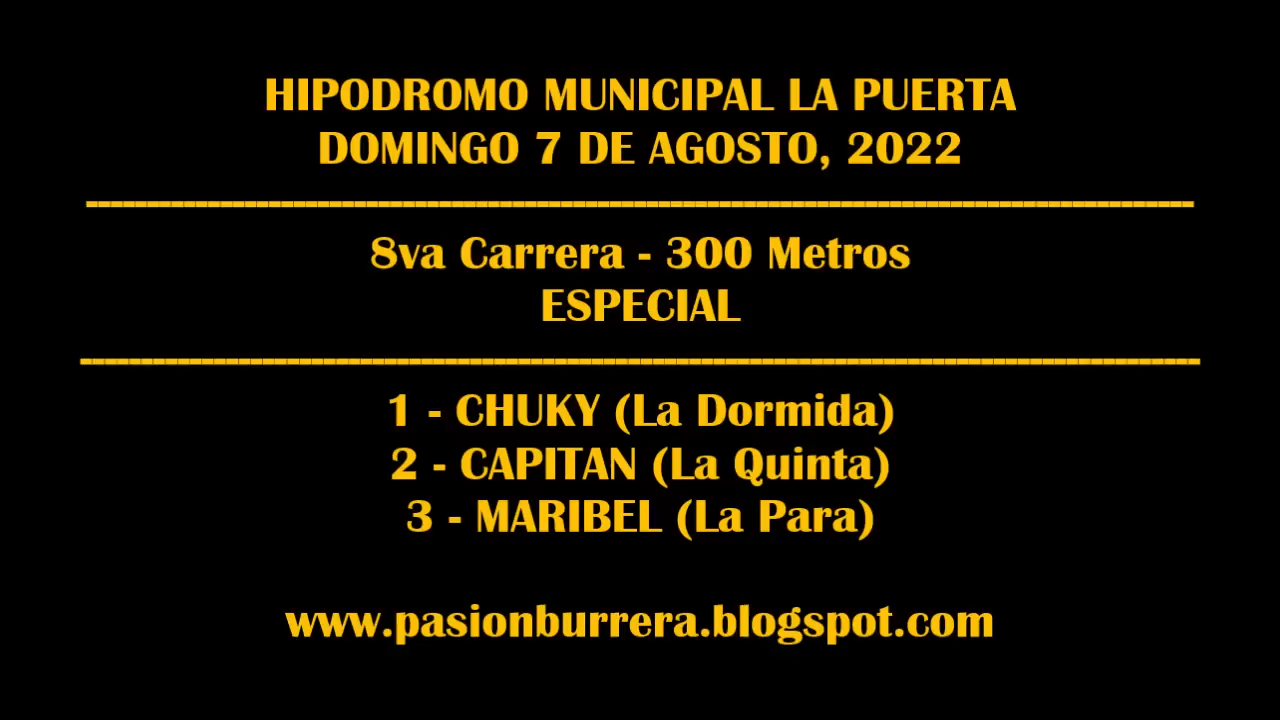 HIPODROMO MUNICIPAL LA PUERTA
DOMINGO 7 DE AGOSTO, 2022
8va Carrera - 300 Metros
ESPECIAL
1 - CHUKY (La Dormida)
2 - CAPITAN (La Quinta)
3 - MARIBEL (La Para)
www.pasionburrera.blogspot.com